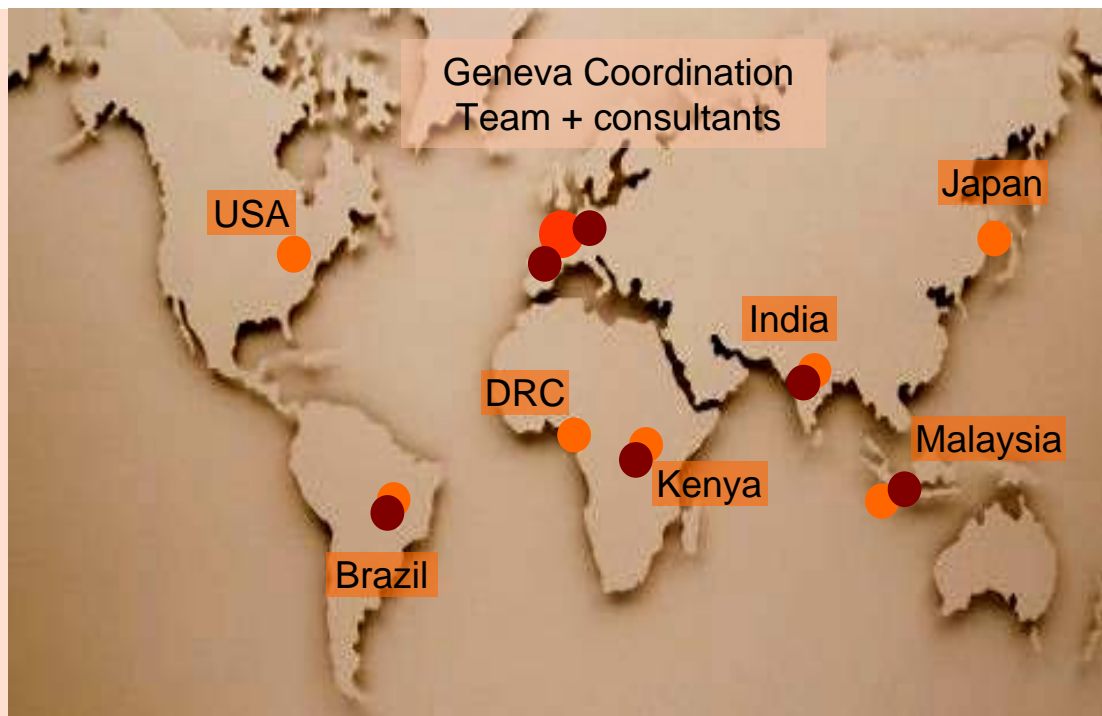 Geneva Coordination
Team + consultants
Japan
USA
India
DRC
Malaysia
Kenya
Brazil